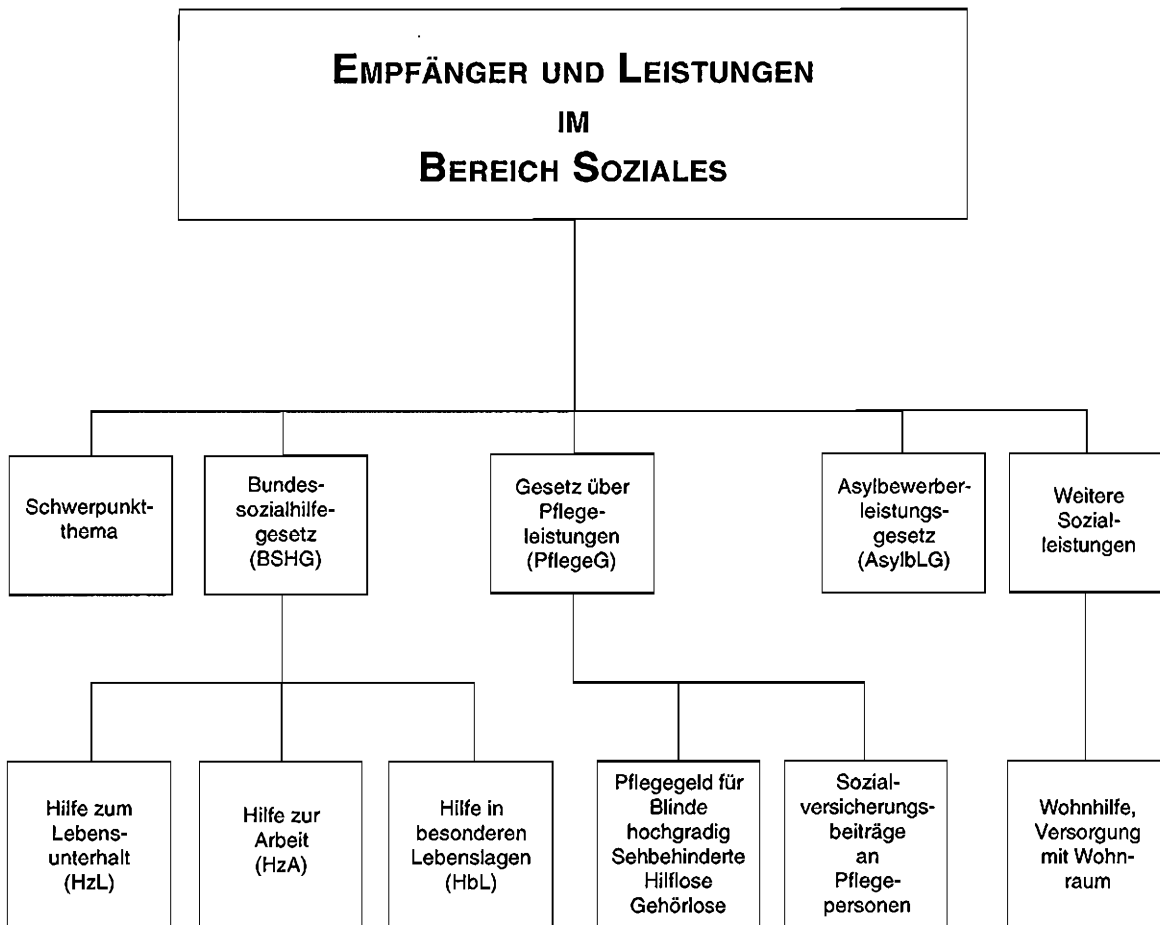 EMPFÄNGER UND LEISTUNGEN
IM
BEREICH SOZIALES
Schwerpunkt-
thema
Bundes-
sozialhilfe-
gesetz
(BSHG)
Gesetz über
Pflege-
leistungen
(PflegeG)
Asylbewerber-
leistungs-
gesetz
(AsylbLG)
Weitere
Sozial-
leistungen
Hilfe zum
Lebens-
unterhalt
(HzL)
Hilfe zur
Arbeit
(HzA)
Hilfe in
besonderen
Lebenslagen
(HbL)
Pflegegeld für
Blinde
hochgradig
Sehbehinderte
Hilflose
Gehörlose
Sozial-
versicherungs-
beiträge
an
Pflege-
personen
Wohnhilfe,
Versorgung
mit Wohn-
raum